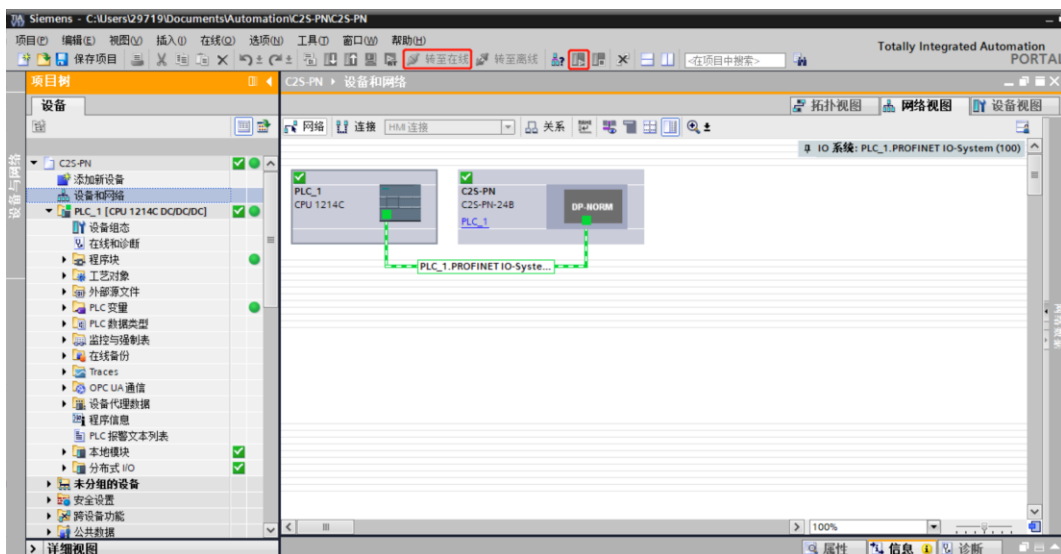 Siemens - C:\Users\29719\Documents\Automation\C2S-PN\C2S-PN
项目(P) 编辑(E) 视图(V) 插入(I) 在线(O) 选项(N) 工具(T) 窗口(W) 帮助(H)
Totally Integrated Automation
PORTAL
保存项目 转至在线 转至离线 <在项目中搜索>
项目树
C2S-PN ▸ 设备和网络
设备
拓扑视图 网络视图 设备视图
网络 连接 HMI 连接 关系
IO 系统: PLC_1.PROFINET IO-System (100)
设备与网络
C2S-PN
添加新设备
设备和网络
PLC_1 [CPU 1214C DC/DC/DC]
设备组态
在线和诊断
程序块
工艺对象
外部源文件
PLC 变量
PLC 数据类型
监控与强制表
在线备份
Traces
OPC UA 通信
设备代理数据
程序信息
PLC 报警文本列表
本地模块
分布式 I/O
未分组的设备
安全设置
跨设备功能
公共数据
详细视图
PLC_1
CPU 1214C
C2S-PN
C2S-PN-24B
DP-NORM
PLC_1
PLC_1.PROFINET IO-Syste...
100%
属性 信息 诊断